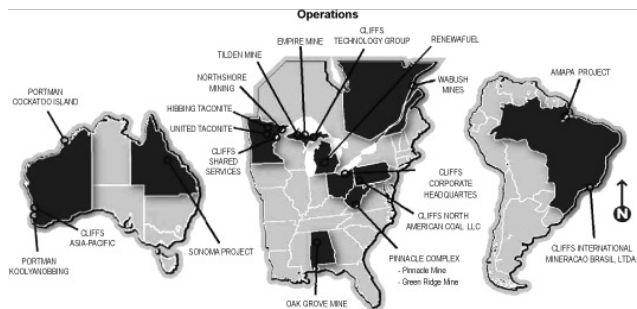 Operations
PORTMAN
COCKATOO ISLAND
CLIFFS
ASIA-PACIFIC
PORTMAN
KOOLYANOBBING
SONOMA PROJECT
TILDEN MINE
EMPIRE MINE
CLIFFS
TECHNOLOGY GROUP
RENEWAFUEL
NORTHSHORE
MINING
HIBBING TACONITE
UNITED TACONITE
CLIFFS
SHARED
SERVICES
WABUSH
MINES
CLIFFS
CORPORATE
HEADQUARTES
CLIFFS NORTH
AMERICAN COAL LLC
PINNACLE COMPLEX
- Pinnacle Mine
- Green Ridge Mine
OAK GROVE MINE
AMAPA PROJECT
N
CLIFFS INTERNATIONAL
MINERACAO BRASIL, LTDA.